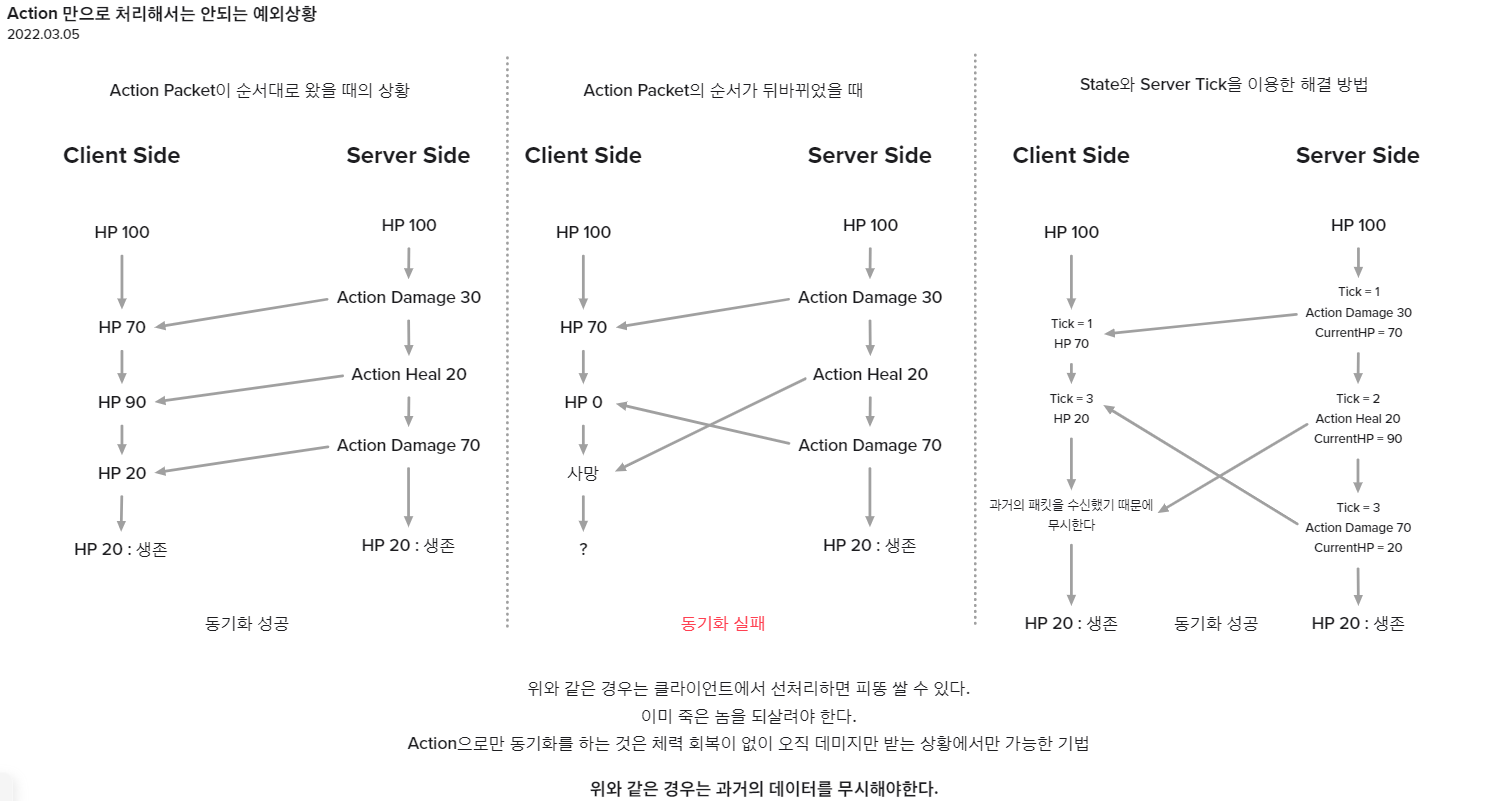 Action 만으로 처리해서는 안되는 예외상황
2022.03.05
Action Packet이 순서대로 왔을 때의 상황
Client Side
Server Side
HP 100
HP 100
Action Damage 30
HP 70
Action Heal 20
HP 90
Action Damage 70
HP 20
HP 20 : 생존
HP 20 : 생존
동기화 성공
Action Packet의 순서가 뒤바뀌었을 때
Client Side
Server Side
HP 100
HP 100
Action Damage 30
HP 70
Action Heal 20
HP 0
Action Damage 70
사망
?
HP 20 : 생존
동기화 실패
State와 Server Tick을 이용한 해결 방법
Client Side
Server Side
HP 100
HP 100
Tick = 1
Action Damage 30
CurrentHP = 70
Tick = 1
HP 70
Tick = 2
Action Heal 20
CurrentHP = 90
Tick = 3
HP 20
과거의 패킷을 수신했기 때문에
무시한다
Tick = 3
Action Damage 70
CurrentHP = 20
HP 20 : 생존
동기화 성공
HP 20 : 생존
위와 같은 경우는 클라이언트에서 선처리하면 피똥 쌀 수 있다.
이미 죽은 놈을 되살려야 한다.
Action으로만 동기화를 하는 것은 체력 회복이 없이 오직 데미지만 받는 상황에서만 가능한 기법
위와 같은 경우는 과거의 데이터를 무시해야한다.